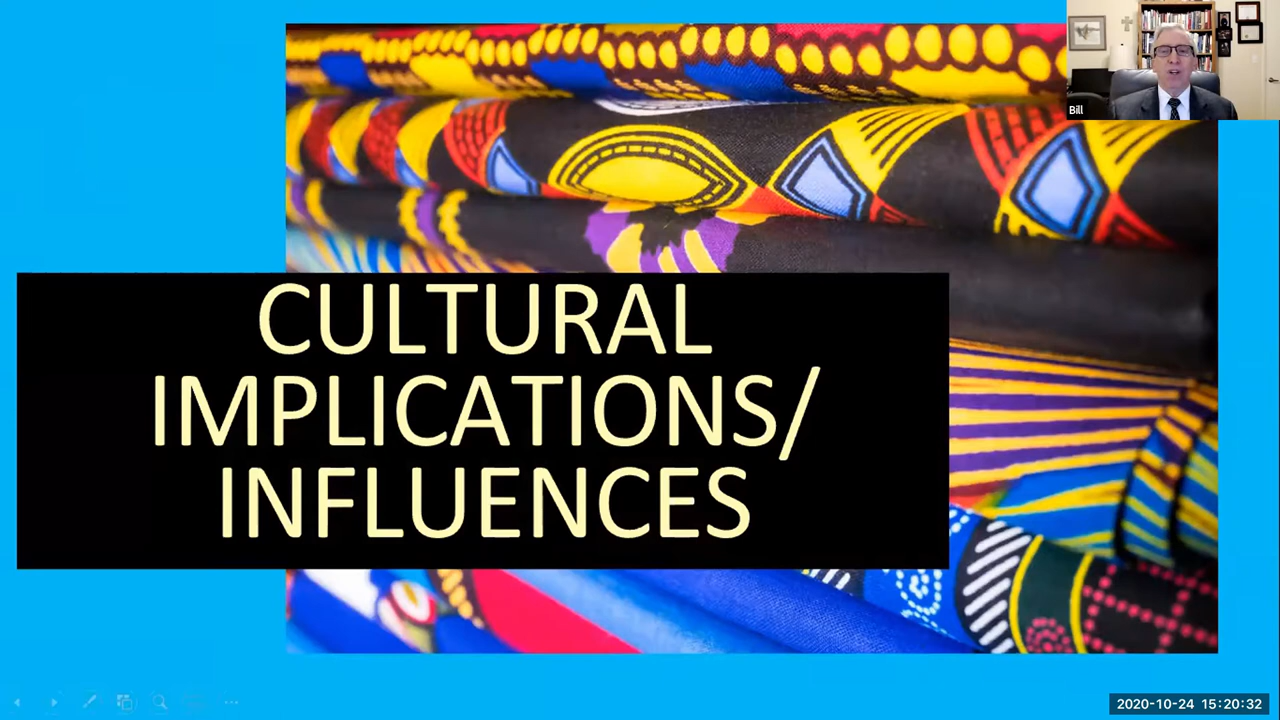 Bill
CULTURAL
IMPLICATIONS/
INFLUENCES
2020-10-24 15:20:32